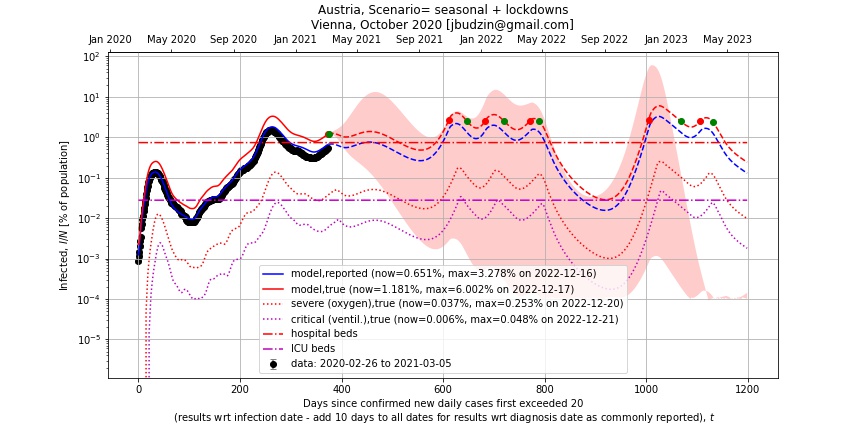 Austria, Scenario= seasonal + lockdowns
Vienna, October 2020 [jbudzin@gmail.com]
Jan 2020 May 2020 Sep 2020 Jan 2021 May 2021 Sep 2021 Jan 2022 May 2022 Sep 2022 Jan 2023 May 2023
10² 
10¹
10⁰
10⁻¹
10⁻²
10⁻³
10⁻⁴
10⁻⁵
Infected, I/N [% of population]
model,reported (now=0.651%, max=3.278% on 2022-12-16)
model,true (now=1.181%, max=6.002% on 2022-12-17)
severe (oxygen),true (now=0.037%, max=0.253% on 2022-12-20)
critical (ventil.),true (now=0.006%, max=0.048% on 2022-12-21)
hospital beds
ICU beds
data: 2020-02-26 to 2021-03-05
0 200 400 600 800 1000 1200
Days since confirmed new daily cases first exceeded 20
(results wrt infection date - add 10 days to all dates for results wrt diagnosis date as commonly reported), t